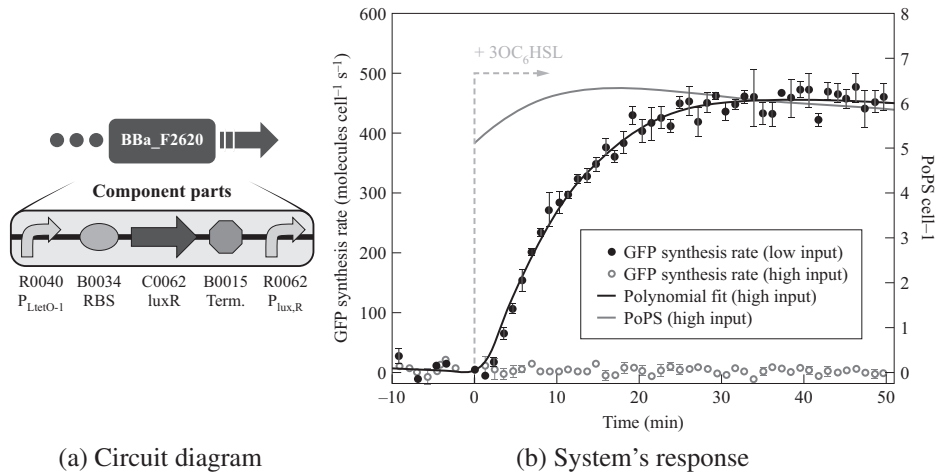 BBa_F2620
Component parts
R0040 B0034 C0062 B0015 R0062
P_LtetO-1 RBS luxR Term. P_lux,R
(a) Circuit diagram
600
500
400
300
200
100
0
GFP synthesis rate (molecules cell⁻¹ s⁻¹)
+ 3OC₆HSL
GFP synthesis rate (low input)
GFP synthesis rate (high input)
Polynomial fit (high input)
PoPS (high input)
8
7
6
5
4
3
2
1
0
PoPS cell–1
–10 0 10 20 30 40 50
Time (min)
(b) System's response